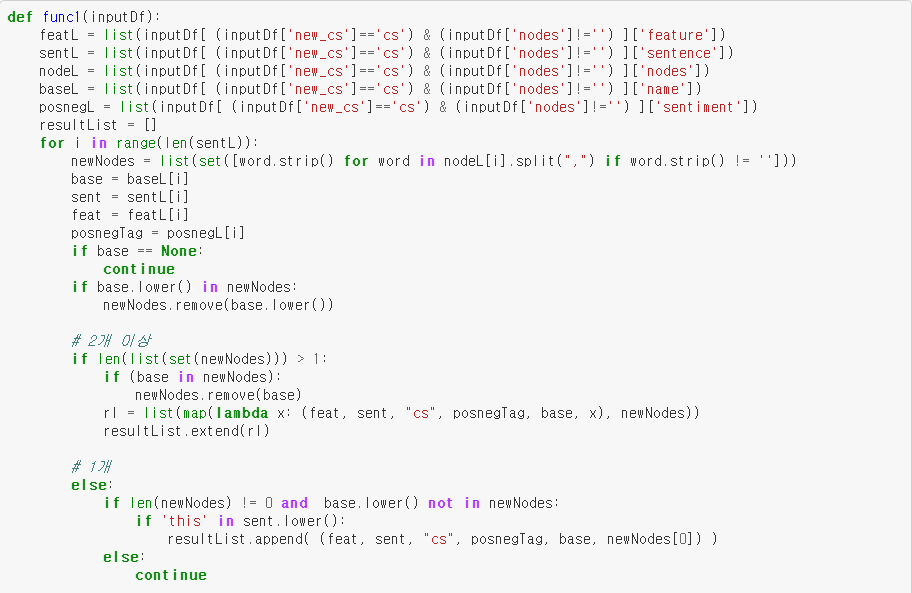 def func1(inputDf):
    featL = list(inputDf[ (inputDf['new_cs']=='cs') & (inputDf['nodes']!='') ]['feature'])
    sentL = list(inputDf[ (inputDf['new_cs']=='cs') & (inputDf['nodes']!='') ]['sentence'])
    nodeL = list(inputDf[ (inputDf['new_cs']=='cs') & (inputDf['nodes']!='') ]['nodes'])
    baseL = list(inputDf[ (inputDf['new_cs']=='cs') & (inputDf['nodes']!='') ]['name'])
    posnegL = list(inputDf[ (inputDf['new_cs']=='cs') & (inputDf['nodes']!='') ]['sentiment'])
    resultList = []
    for i in range(len(sentL)):
        newNodes = list(set([word.strip() for word in nodeL[i].split(",") if word.strip() != '']))
        base = baseL[i]
        sent = sentL[i]
        feat = featL[i]
        posnegTag = posnegL[i]
        if base == None:
            continue
        if base.lower() in newNodes:
            newNodes.remove(base.lower())
        # 2개 이상
        if len(list(set(newNodes))) > 1:
            if (base in newNodes):
                newNodes.remove(base)
            rl = list(map(lambda x: (feat, sent, "cs", posnegTag, base, x), newNodes))
            resultList.extend(rl)
        # 1개
        else:
            if len(newNodes) != 0 and  base.lower() not in newNodes:
                if 'this' in sent.lower():
                    resultList.append( (feat, sent, "cs", posnegTag, base, newNodes[0]) )
            else:
                continue